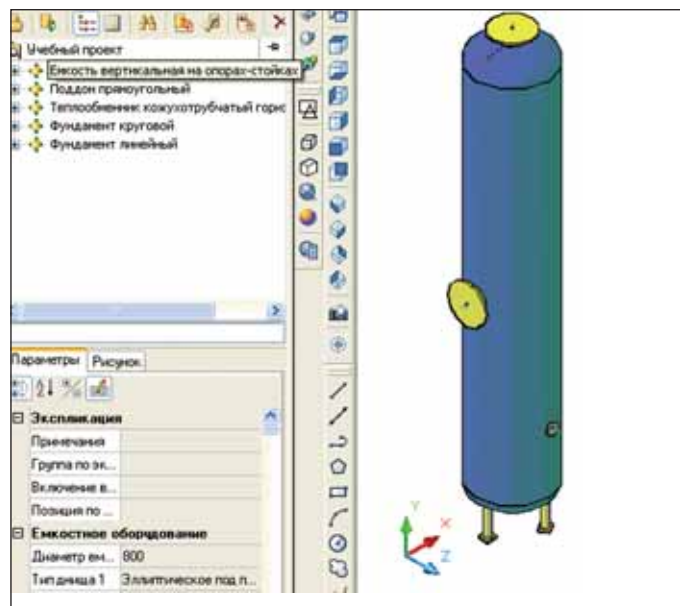 Учебный проект
Емкость вертикальная на опорах-стойках
Поддон прямоугольный
Теплообменник кожухотрубчатый горис
Фундамент круговой
Фундамент линейный
Параметры Рисунок
Экспликация
Примечания
Группа по эк...
Включение в...
Позиция по ...
Емкостное оборудование
Диаметр ем... 800
Тип днища 1 Эллиптическое под п...
Y
X
Z